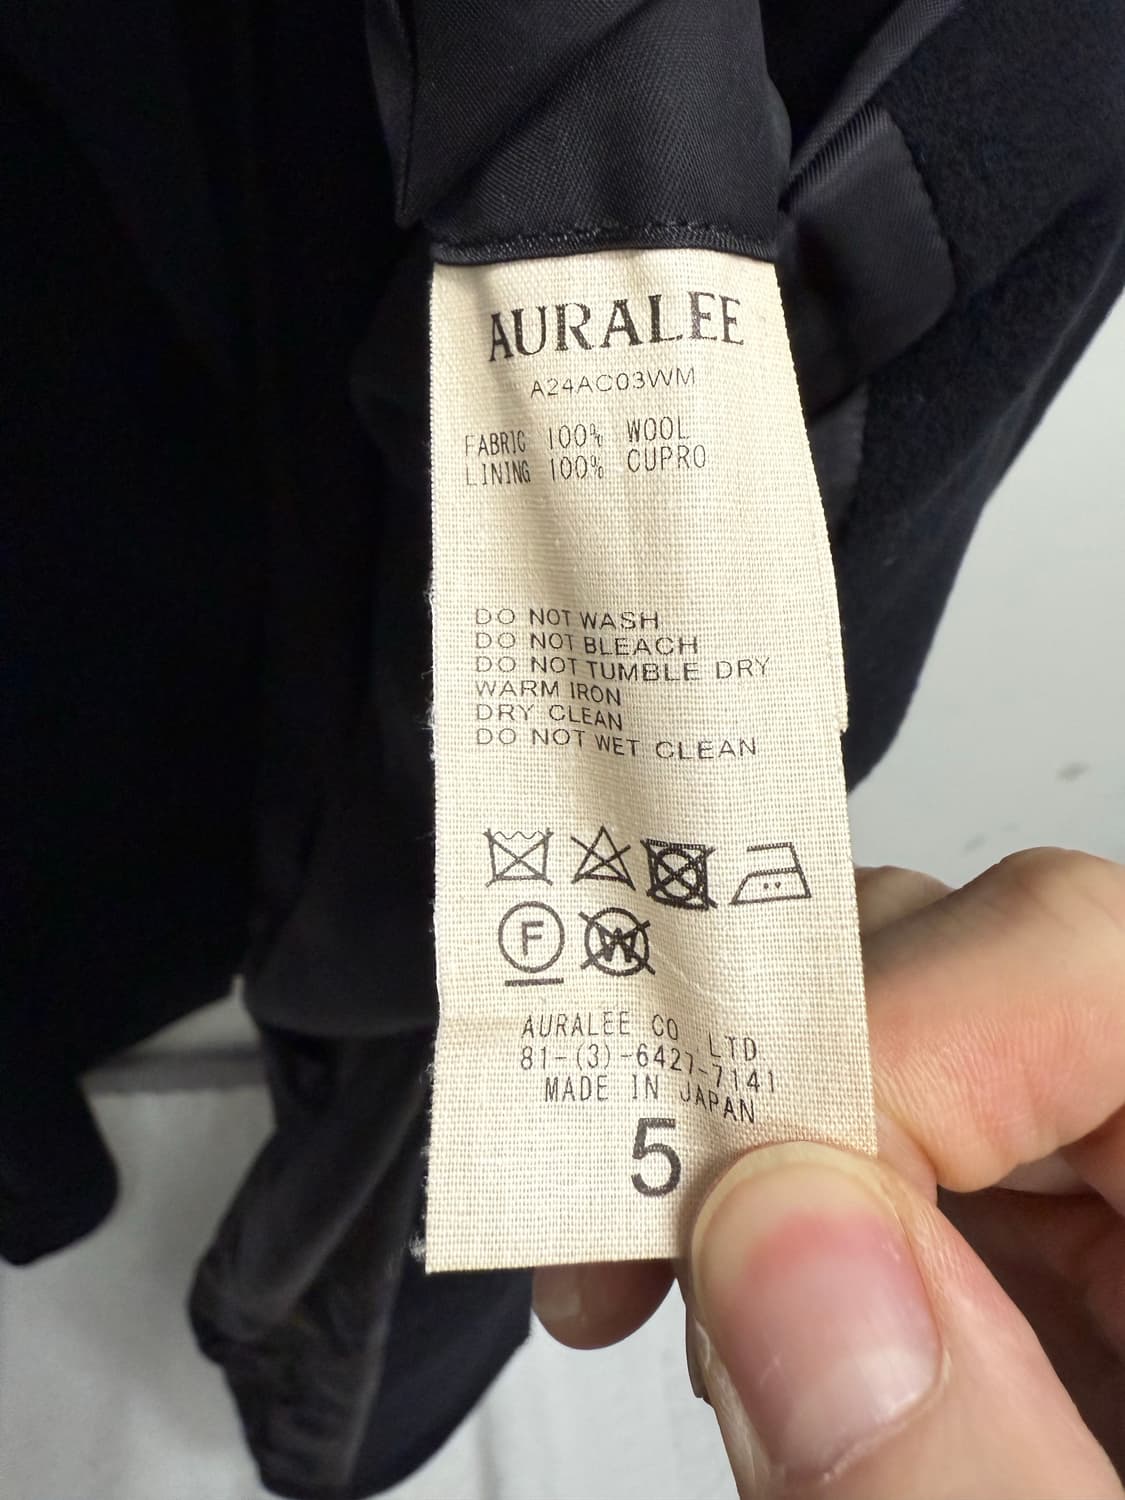 AURALEE
A24AC03WM
FABRIC 100% WOOL
LINING 100% CUPRO
DO NOT WASH
DO NOT BLEACH
DO NOT TUMBLE DRY
WARM IRON
DRY CLEAN
DO NOT WET CLEAN
F W
AURALEE CO LTD
81-(3)-6427-7141
MADE IN JAPAN
5